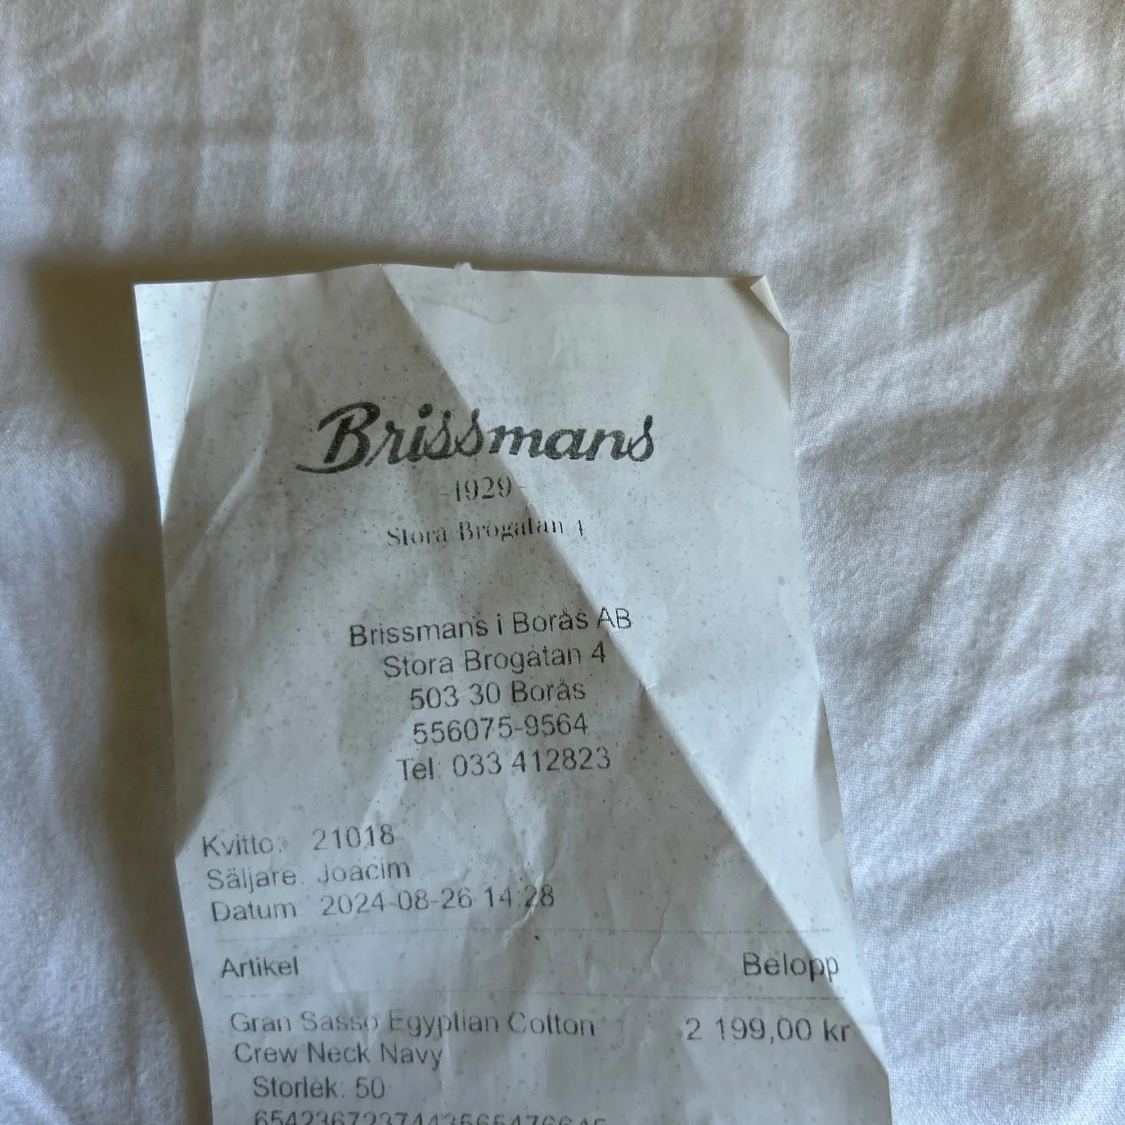 Brissmans
-1929-
Stora Brogatan 4
Brissmans i Borås AB
Stora Brogatan 4
503 30 Borås
556075-9564
Tel: 033 412823
Kvitto: 21018
Säljare: Joacim
Datum: 2024-08-26 14:28
Artikel Belopp
Gran Sasso Egyptian Cotton 2 199,00 kr
Crew Neck Navy
Storlek: 50